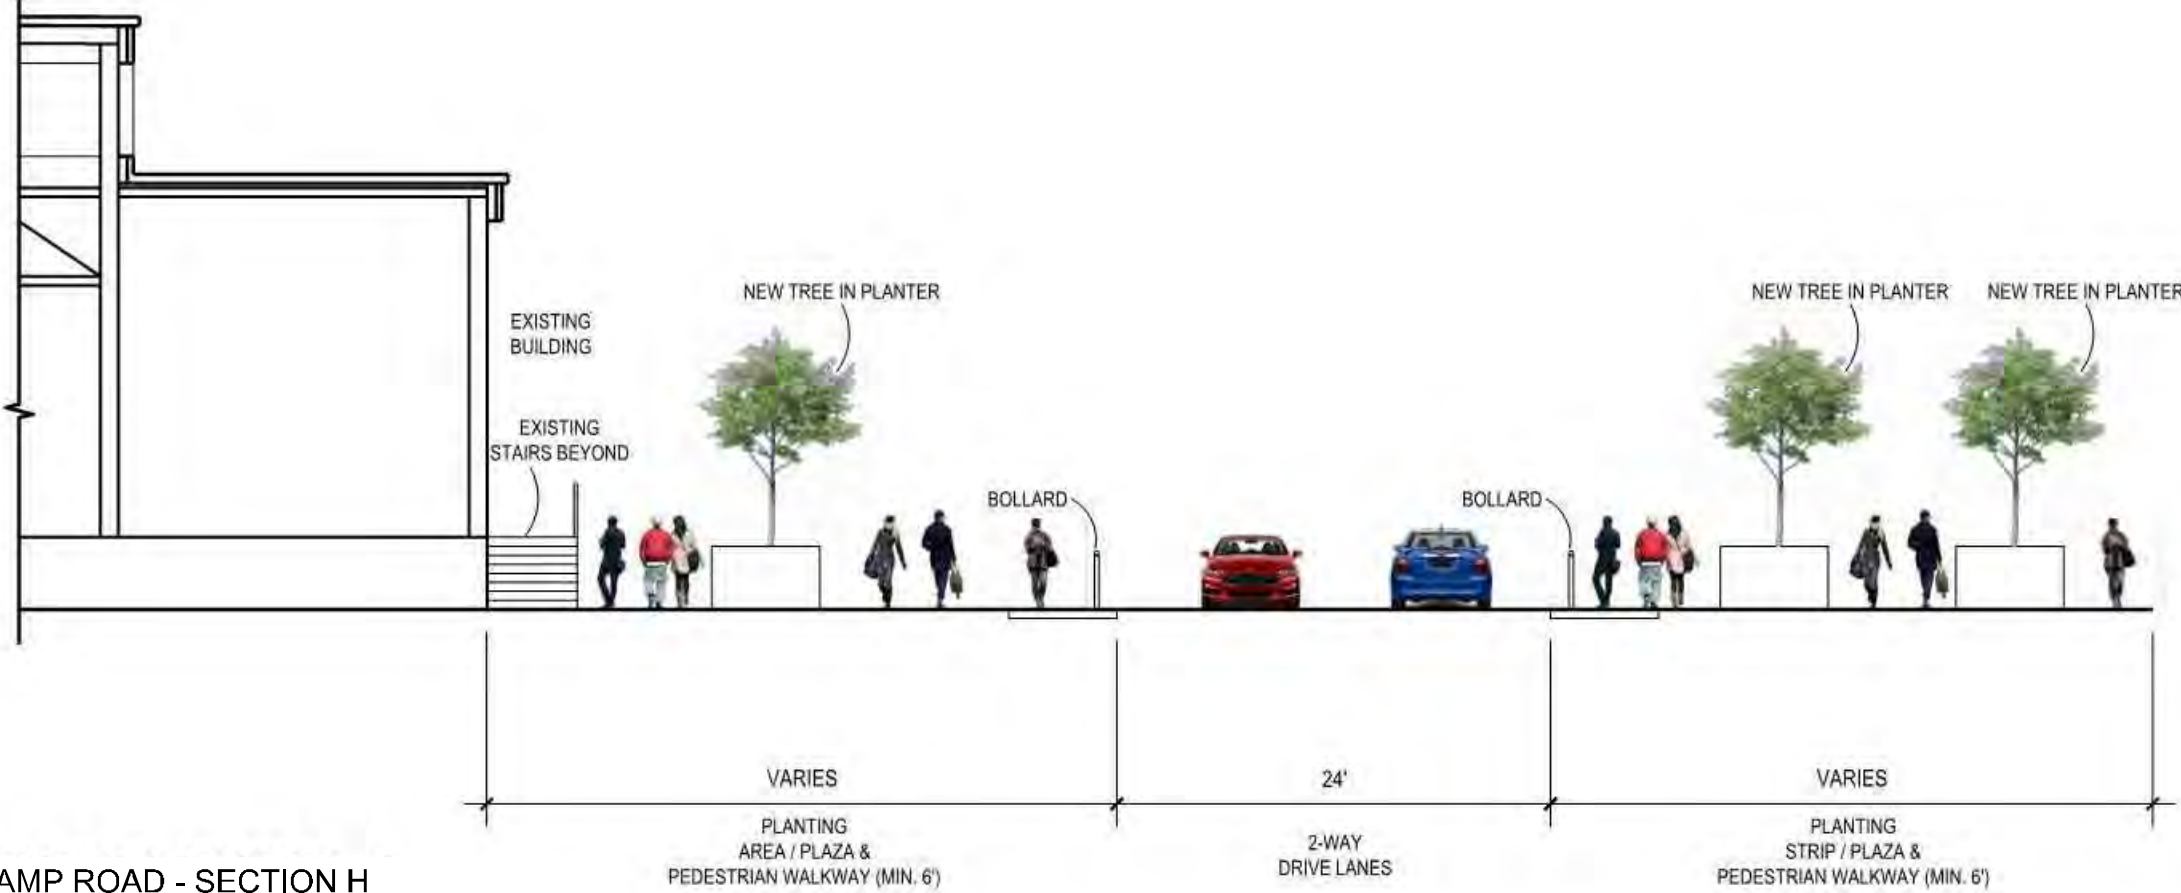 NEW TREE IN PLANTER
NEW TREE IN PLANTER
NEW TREE IN PLANTER
EXISTING
BUILDING
EXISTING
STAIRS BEYOND
BOLLARD
BOLLARD
VARIES
24'
VARIES
PLANTING
AREA / PLAZA &
PEDESTRIAN WALKWAY (MIN. 6')
2-WAY
DRIVE LANES
PLANTING
STRIP / PLAZA &
PEDESTRIAN WALKWAY (MIN. 6')
AMP ROAD - SECTION H